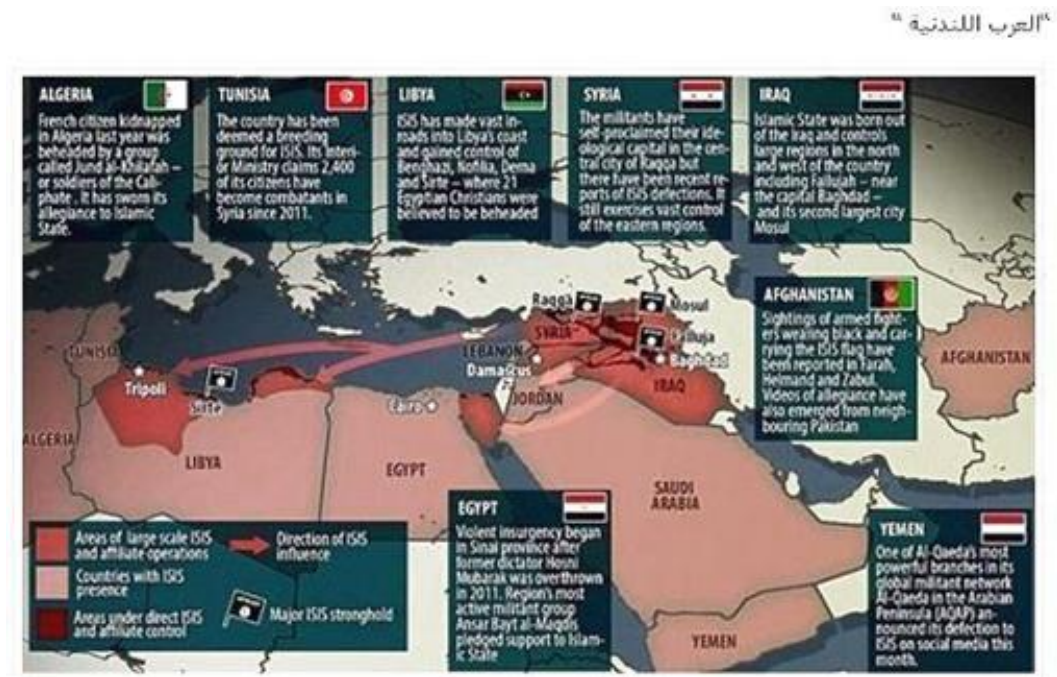 "العرب اللندنية "
ALGERIA
French citizen kidnapped
in Algeria last year was
beheaded by a group
called Jund al-Khilafah –
or soldiers of the Cali-
phate . It has sworn its
allegiance to Islamic
State.
TUNISIA
The country has been
deemed a breeding
ground for ISIS. Its Interi-
or Ministry claims 2,400
of its citizens have
become combatants in
Syria since 2011.
LIBYA
ISIS has made vast in-
roads into Libya's coast
and gained control of
Benghazi, Nofilia, Derna
and Sirte – where 21
Egyptian Christians were
believed to be beheaded
SYRIA
The militants have
self-proclaimed their ide-
ological capital in the cen-
tral city of Raqqa but
there have been recent re-
ports of ISIS defections. It
still exercises vast control
of the eastern regions.
IRAQ
Islamic State was born out
of the Iraq and controls
large regions in the north
and west of the country
including Fallujah – near
the capital Baghdad –
and its second largest city
Mosul
AFGHANISTAN
Sightings of armed fight-
ers wearing black and car-
rying the ISIS flag have
been reported in Farah,
Helmand and Zabul.
Videos of allegiance have
also emerged from neigh-
bouring Pakistan
Raqqa
Mosul
SYRIA
Falluja
TUNISIA
LEBANON
Baghdad
AFGHANISTAN
Damascus
Tripoli
IRAQ
Sirte
Cairo
JORDAN
ALGERIA
LIBYA
EGYPT
SAUDI
ARABIA
YEMEN
EGYPT
Violent insurgency began
in Sinai province after
former dictator Hosni
Mubarak was overthrown
in 2011. Region's most
active militant group
Ansar Bayt al-Maqdis
pledged support to Islam-
ic State
YEMEN
One of Al-Qaeda's most
powerful branches in its
global militant network
Al-Qaeda in the Arabian
Peninsula (AQAP) an-
nounced its defection to
ISIS on social media this
month.
Areas of large scale ISIS
and affiliate operations
Direction of ISIS
influence
Countries with ISIS
presence
Areas under direct ISIS
and affiliate control
Major ISIS stronghold